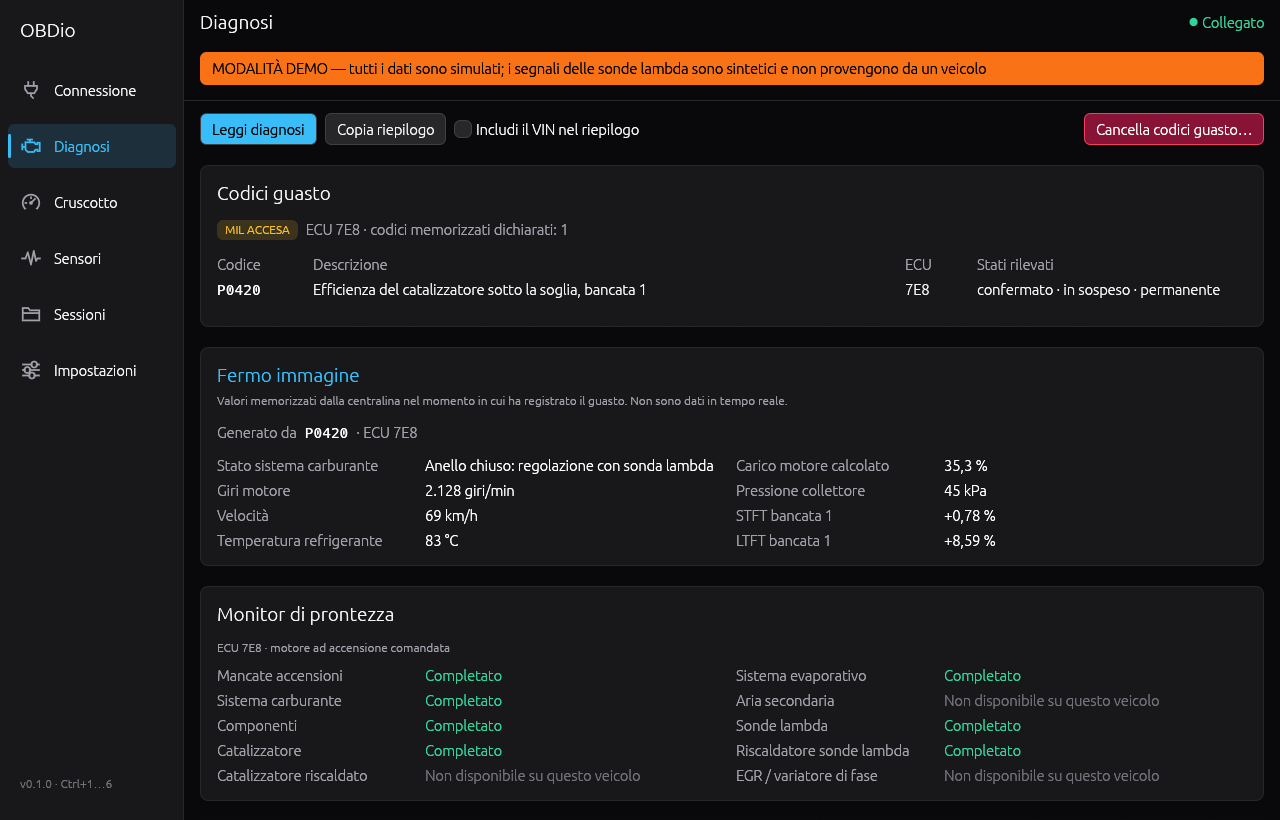 OBDio
Connessione
Diagnosi
Cruscotto
Sensori
Sessioni
Impostazioni
v0.1.0 · Ctrl+1…6
Diagnosi
Collegato
MODALITÀ DEMO — tutti i dati sono simulati; i segnali delle sonde lambda sono sintetici e non provengono da un veicolo
Leggi diagnosi Copia riepilogo Includi il VIN nel riepilogo Cancella codici guasto…
Codici guasto
MIL ACCESA ECU 7E8 · codici memorizzati dichiarati: 1
Codice Descrizione ECU Stati rilevati
P0420 Efficienza del catalizzatore sotto la soglia, bancata 1 7E8 confermato · in sospeso · permanente
Fermo immagine
Valori memorizzati dalla centralina nel momento in cui ha registrato il guasto. Non sono dati in tempo reale.
Generato da P0420 · ECU 7E8
Stato sistema carburante Anello chiuso: regolazione con sonda lambda Carico motore calcolato 35,3 %
Giri motore 2.128 giri/min Pressione collettore 45 kPa
Velocità 69 km/h STFT bancata 1 +0,78 %
Temperatura refrigerante 83 °C LTFT bancata 1 +8,59 %
Monitor di prontezza
ECU 7E8 · motore ad accensione comandata
Mancate accensioni Completato Sistema evaporativo Completato
Sistema carburante Completato Aria secondaria Non disponibile su questo veicolo
Componenti Completato Sonde lambda Completato
Catalizzatore Completato Riscaldatore sonde lambda Completato
Catalizzatore riscaldato Non disponibile su questo veicolo EGR / variatore di fase Non disponibile su questo veicolo